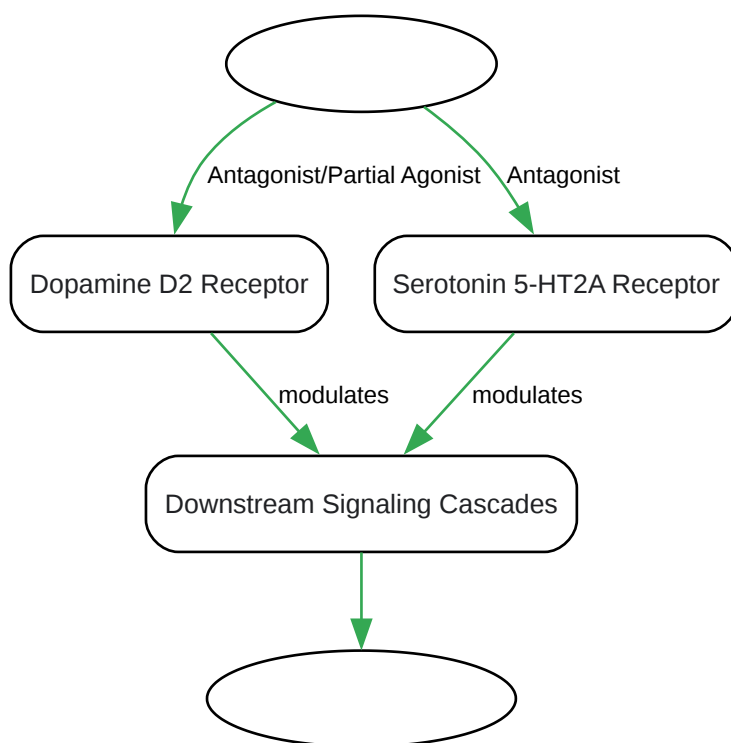 Antagonist/Partial Agonist
Antagonist
Dopamine D2 Receptor
Serotonin 5-HT2A Receptor
modulates
modulates
Downstream Signaling Cascades